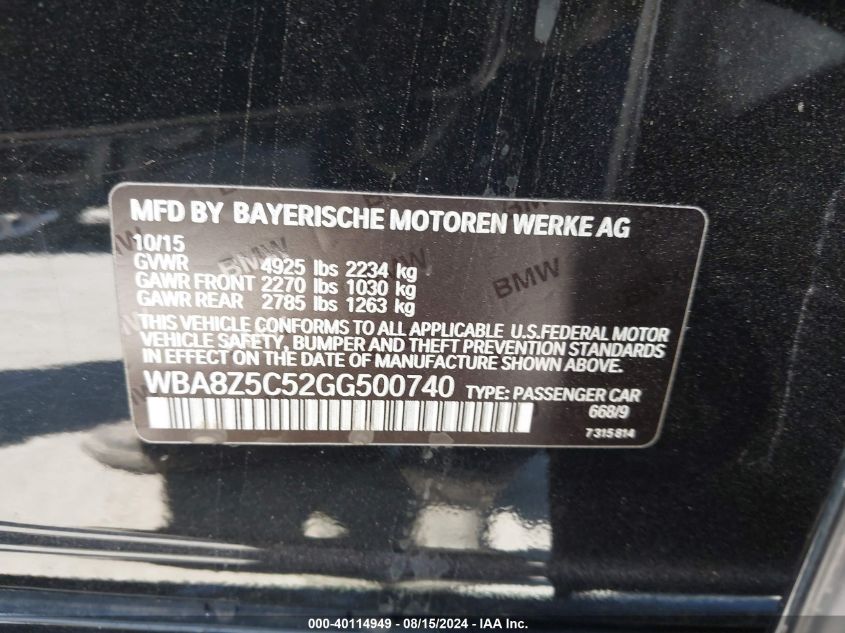 MFD BY BAYERISCHE MOTOREN WERKE AG
10/15
GVWR 4925 lbs 2234 kg
GAWR FRONT 2270 lbs 1030 kg
GAWR REAR 2785 lbs 1263 kg
THIS VEHICLE CONFORMS TO ALL APPLICABLE U.S.FEDERAL MOTOR
VEHICLE SAFETY, BUMPER AND THEFT PREVENTION STANDARDS
IN EFFECT ON THE DATE OF MANUFACTURE SHOWN ABOVE.
WBA8Z5C52GG500740 TYPE: PASSENGER CAR
668/9
7315814
BMW
BMW
000-40114949 - 08/15/2024 - IAA Inc.